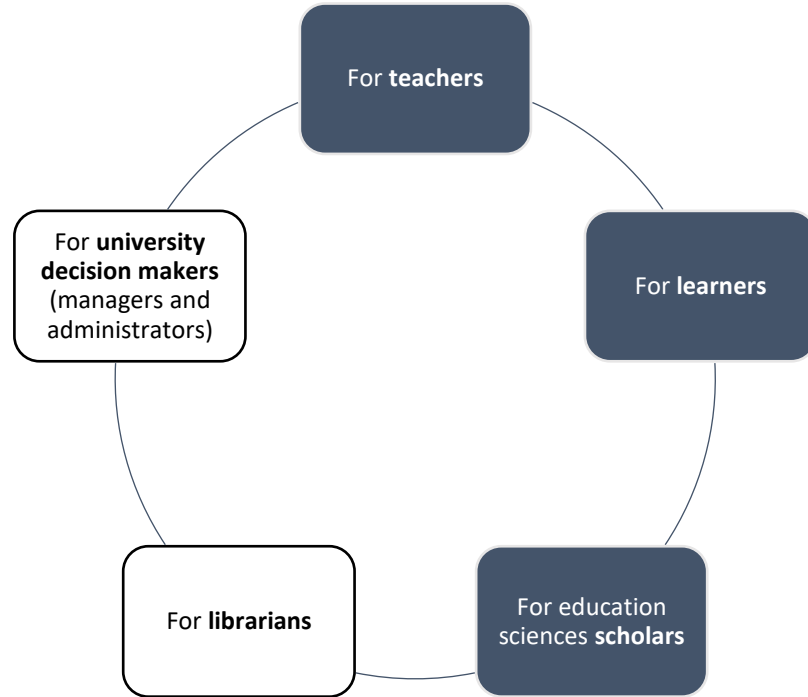 For teachers
For learners
For education
sciences scholars
For librarians
For university
decision makers
(managers and
administrators)